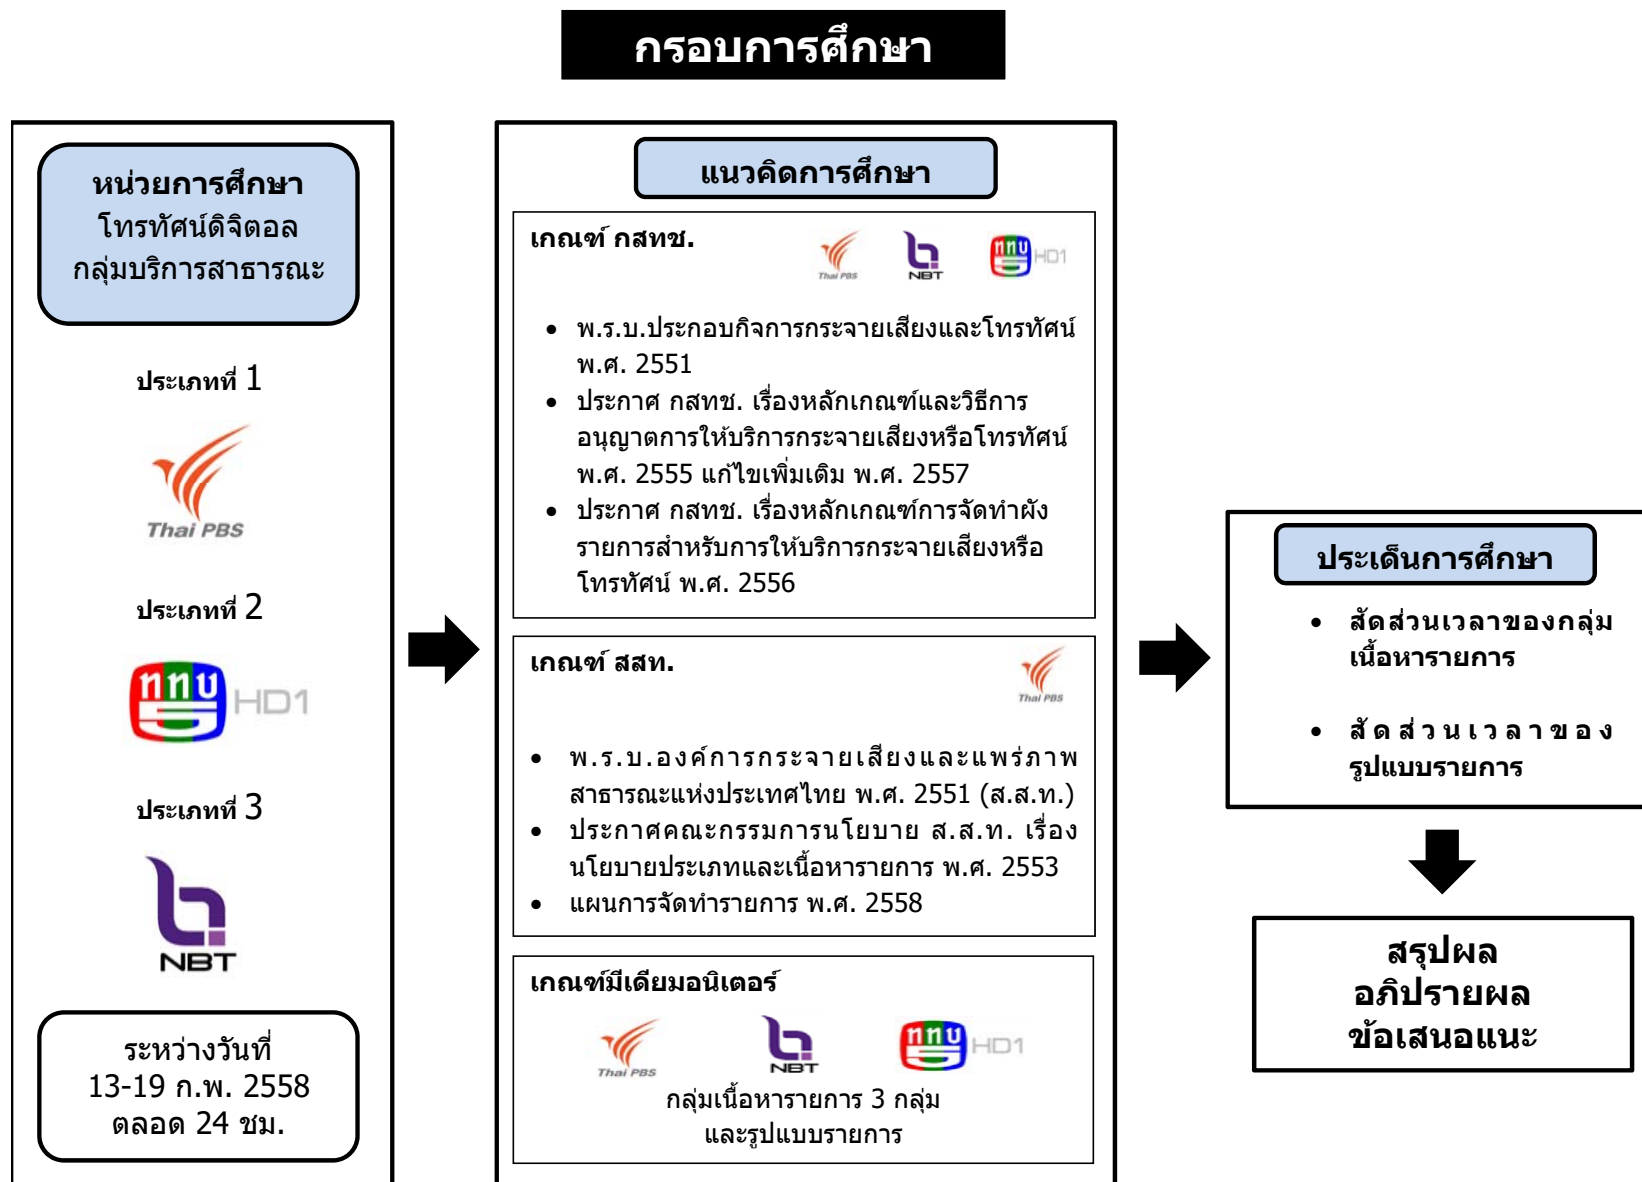 กรอบการศึกษา
หน่วยการศึกษา
โทรทัศน์ดิจิตอล
กลุ่มบริการสาธารณะ
ประเภทที่ 1
Thai PBS
ประเภทที่ 2
ททบ HD1
ประเภทที่ 3
NBT
ระหว่างวันที่
13-19 ก.พ. 2558
ตลอด 24 ชม.
แนวคิดการศึกษา
เกณฑ์ กสทช.
Thai PBS NBT ททบ HD1
• พ.ร.บ.ประกอบกิจการกระจายเสียงและโทรทัศน์
พ.ศ. 2551
• ประกาศ กสทช. เรื่องหลักเกณฑ์และวิธีการ
อนุญาตการให้บริการกระจายเสียงหรือโทรทัศน์
พ.ศ. 2555 แก้ไขเพิ่มเติม พ.ศ. 2557
• ประกาศ กสทช. เรื่องหลักเกณฑ์การจัดทำผัง
รายการสำหรับการให้บริการกระจายเสียงหรือ
โทรทัศน์ พ.ศ. 2556
เกณฑ์ สสท.
Thai PBS
• พ.ร.บ.องค์การกระจายเสียงและแพร่ภาพ
สาธารณะแห่งประเทศไทย พ.ศ. 2551 (ส.ส.ท.)
• ประกาศคณะกรรมการนโยบาย ส.ส.ท. เรื่อง
นโยบายประเภทและเนื้อหารายการ พ.ศ. 2553
• แผนการจัดทำรายการ พ.ศ. 2558
เกณฑ์มีเดียมอนิเตอร์
Thai PBS NBT ททบ HD1
กลุ่มเนื้อหารายการ 3 กลุ่ม
และรูปแบบรายการ
ประเด็นการศึกษา
• สัดส่วนเวลาของกลุ่ม
เนื้อหารายการ
• สัดส่วนเวลาของ
รูปแบบรายการ
สรุปผล
อภิปรายผล
ข้อเสนอแนะ